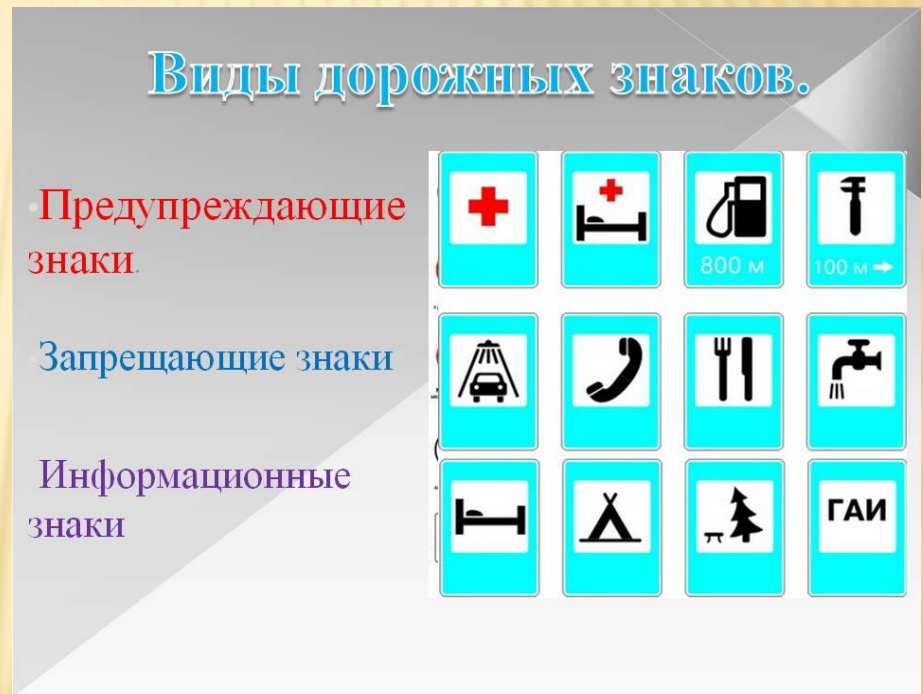 Виды дорожных знаков.
•Предупреждающие
знаки.
Запрещающие знаки
Информационные
знаки
800 м
100 м
ГАИ